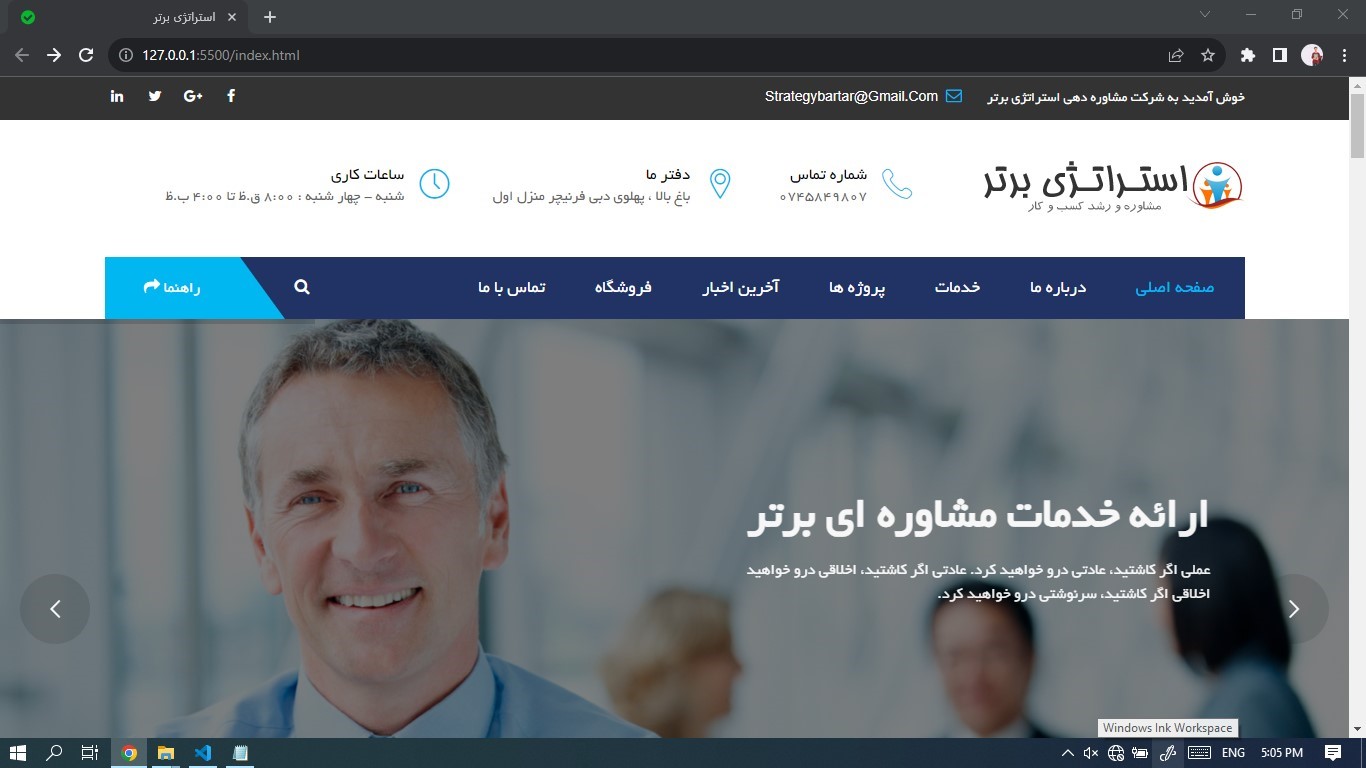 استراتژی برتر
127.0.0.1:5500/index.html
خوش آمدید به شرکت مشاوره دهی استراتژی برتر
Strategybartar@Gmail.Com
استراتژی برتر
مشاوره و رشد کسب و کار
شماره تماس
۰۷۴۵۸۴۹۸۰۷
دفتر ما
باغ بالا ، پهلوی دبی فرنیچر منزل اول
ساعات کاری
شنبه – چهار شنبه : ۸:۰۰ ق.ظ تا ۴:۰۰ ب.ظ
صفحه اصلی
درباره ما
خدمات
پروژه ها
آخرین اخبار
فروشگاه
تماس با ما
راهنما
ارائه خدمات مشاوره ای برتر
عملی اگر کاشتید، عادتی درو خواهید کرد. عادتی اگر کاشتید، اخلاقی درو خواهید
اخلاقی اگر کاشتید، سرنوشتی درو خواهید کرد.
Windows Ink Workspace
ENG
5:05 PM